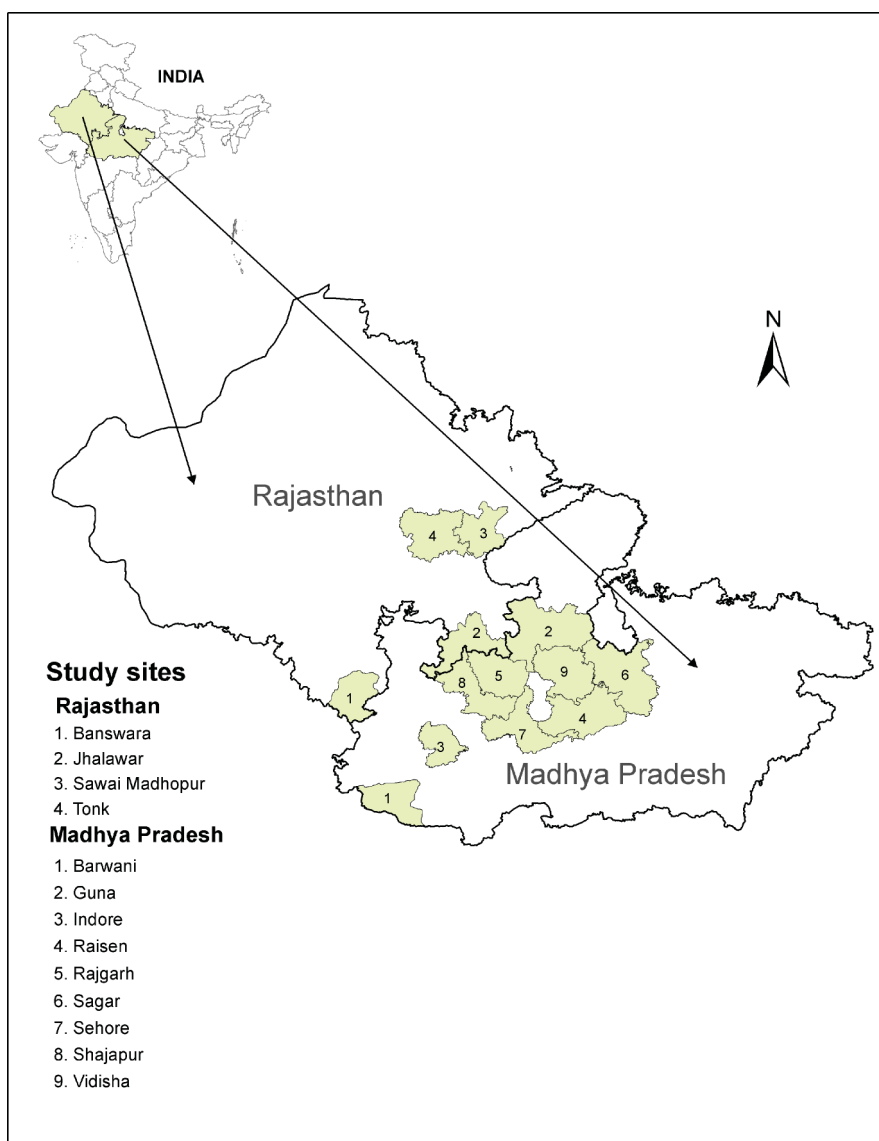 INDIA
N
Rajasthan
4
3
2
2
1
8
5
9
6
4
7
3
Madhya Pradesh
1
Study sites
Rajasthan
1. Banswara
2. Jhalawar
3. Sawai Madhopur
4. Tonk
Madhya Pradesh
1. Barwani
2. Guna
3. Indore
4. Raisen
5. Rajgarh
6. Sagar
7. Sehore
8. Shajapur
9. Vidisha